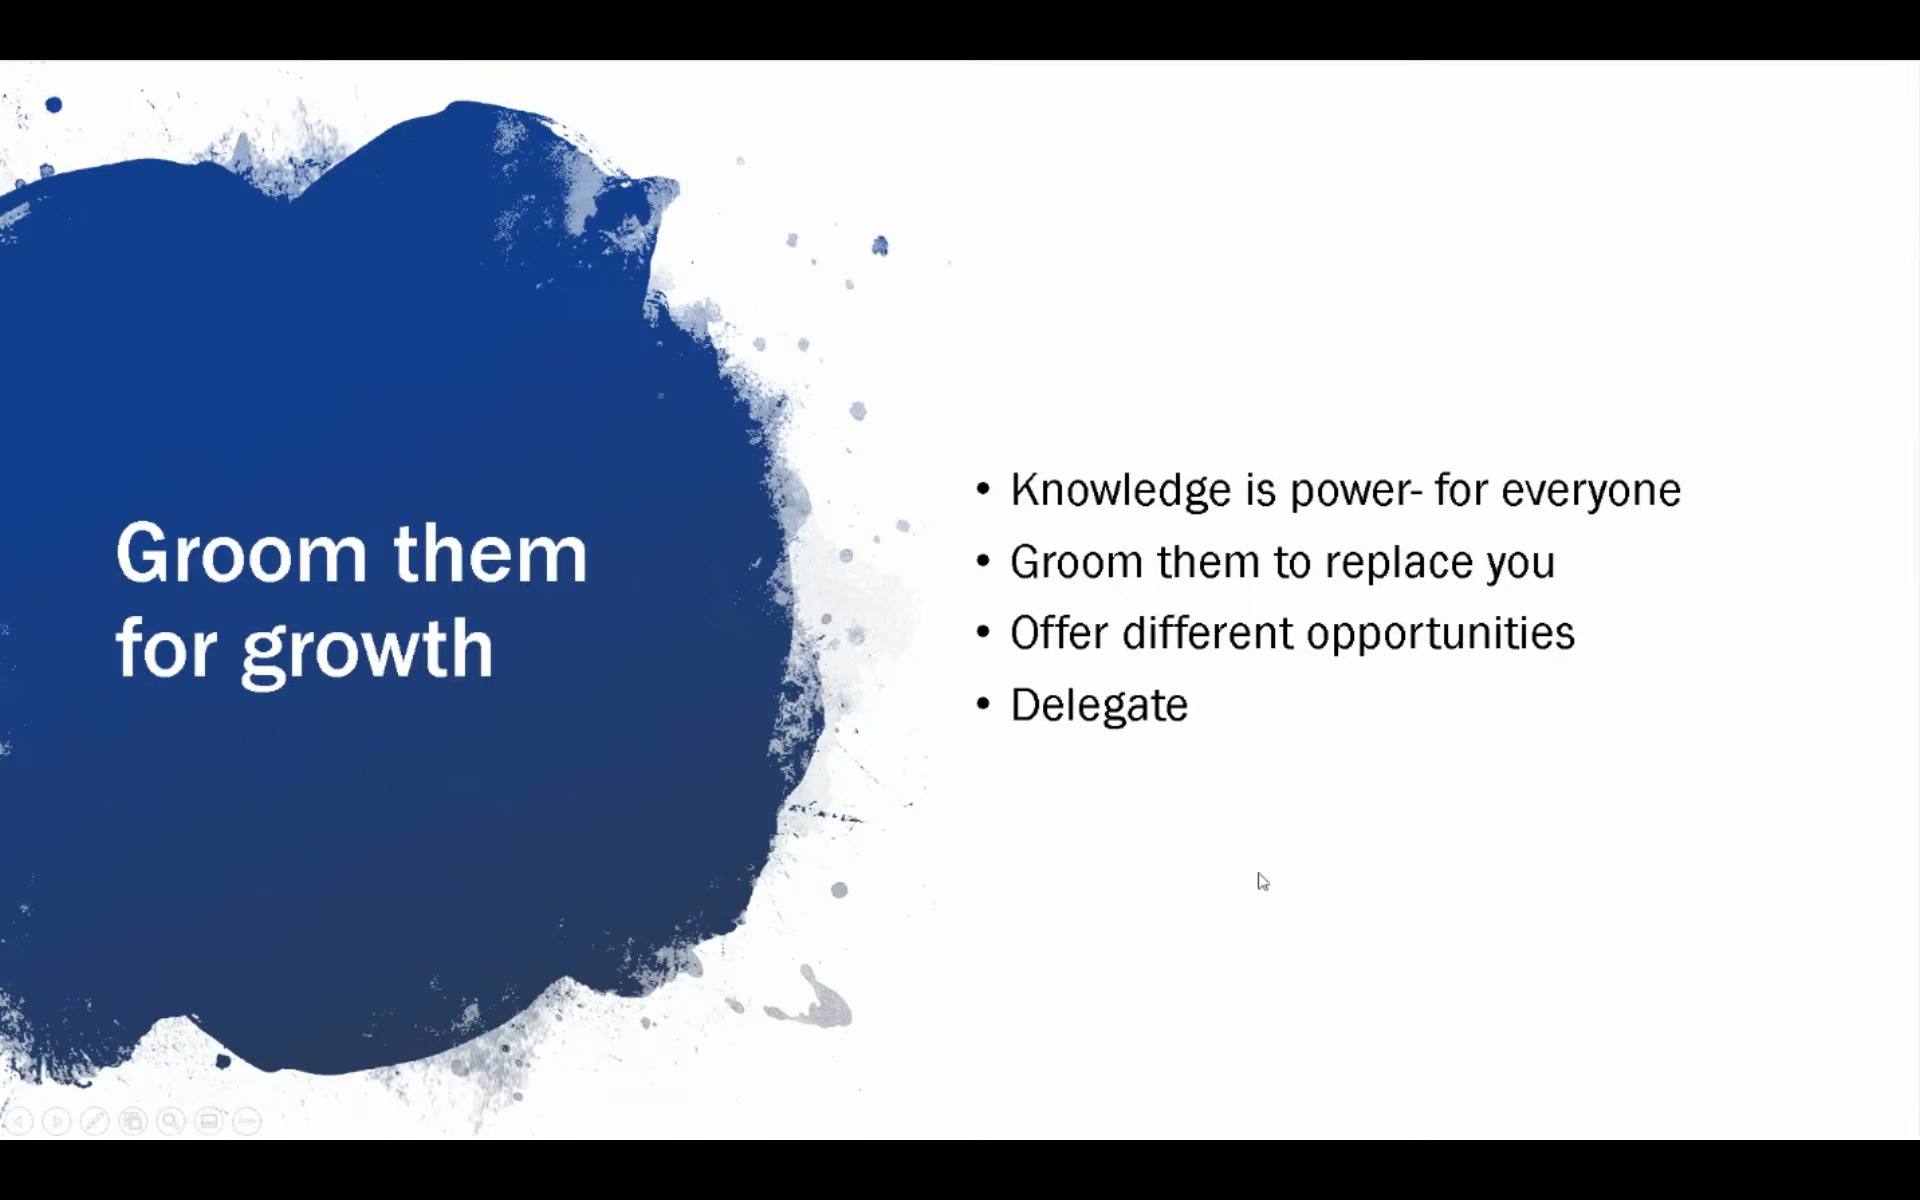 Groom them
for growth
• Knowledge is power- for everyone
• Groom them to replace you
• Offer different opportunities
• Delegate